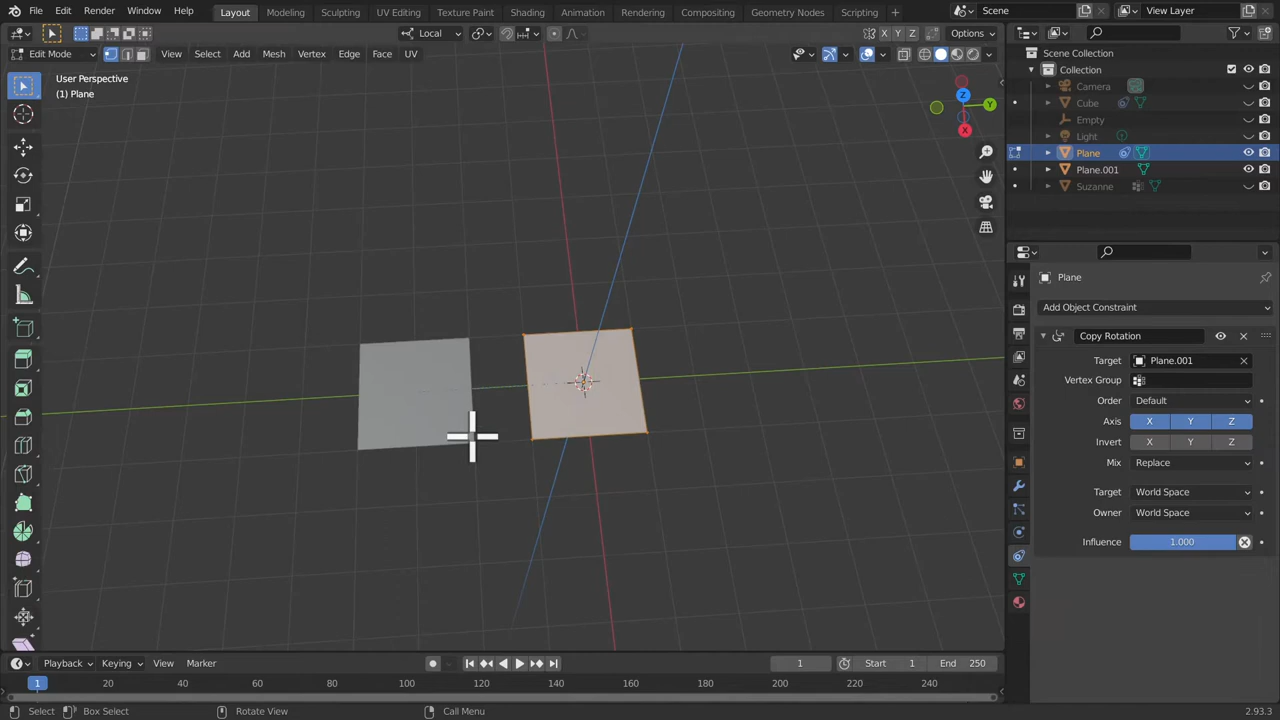 File Edit Render Window Help Layout Modeling Sculpting UV Editing Texture Paint Shading Animation Rendering Compositing Geometry Nodes Scripting + Scene View Layer
Local X Y Z Options
Edit Mode View Select Add Mesh Vertex Edge Face UV
User Perspective
(1) Plane
Z
Y
X
Scene Collection
Collection
Camera
Cube
Empty
Light
Plane
Plane.001
Suzanne
Plane
Add Object Constraint
Copy Rotation
Target Plane.001
Vertex Group
Order Default
Axis X Y Z
Invert X Y Z
Mix Replace
Target World Space
Owner World Space
Influence 1.000
Playback Keying View Marker 1 Start 1 End 250
1 20 40 60 80 100 120 140 160 180 200 220 240
Select Box Select Rotate View Call Menu 2.93.3